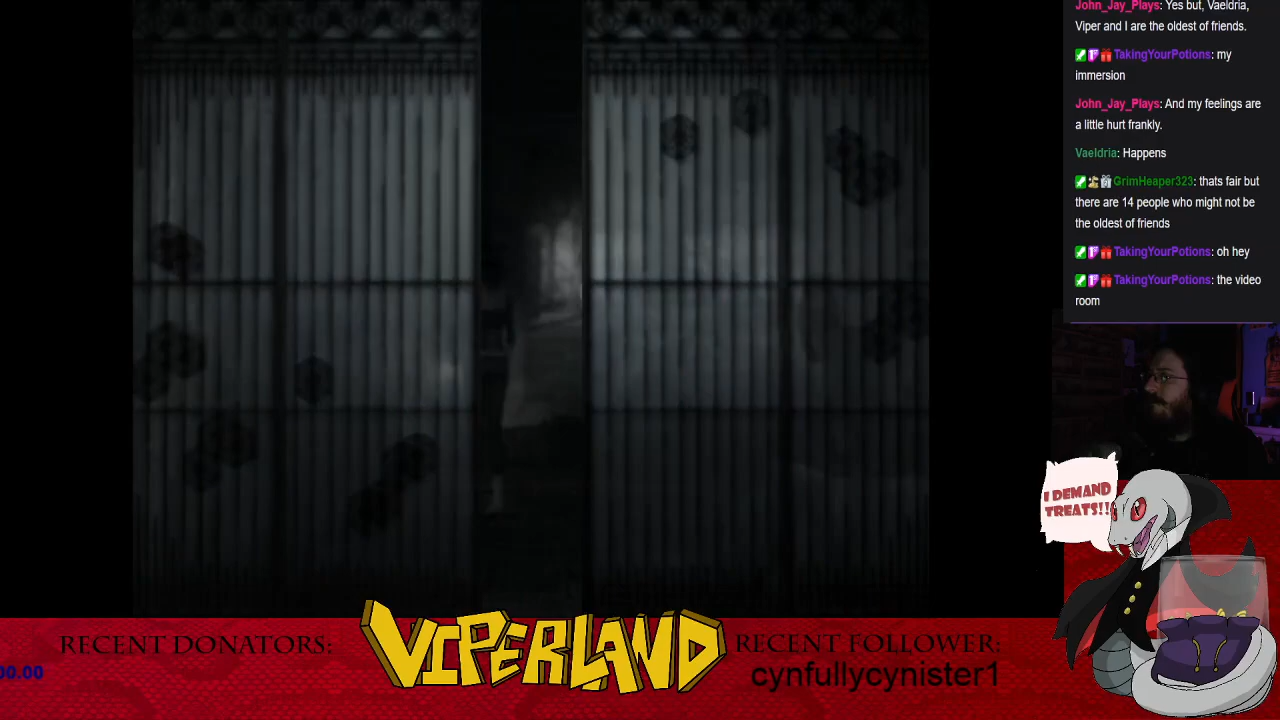 John_Jay_Plays: Yes but, Vaeldria,
Viper and I are the oldest of friends.
TakingYourPotions: my
immersion
John_Jay_Plays: And my feelings are
a little hurt frankly.
Vaeldria: Happens
GrimHeaper323: thats fair but
there are 14 people who might not be
the oldest of friends
TakingYourPotions: oh hey
TakingYourPotions: the video
room
I DEMAND
TREATS!!
RECENT DONATORS:
00.00
VIPERLAND
RECENT FOLLOWER:
cynfullycynister1